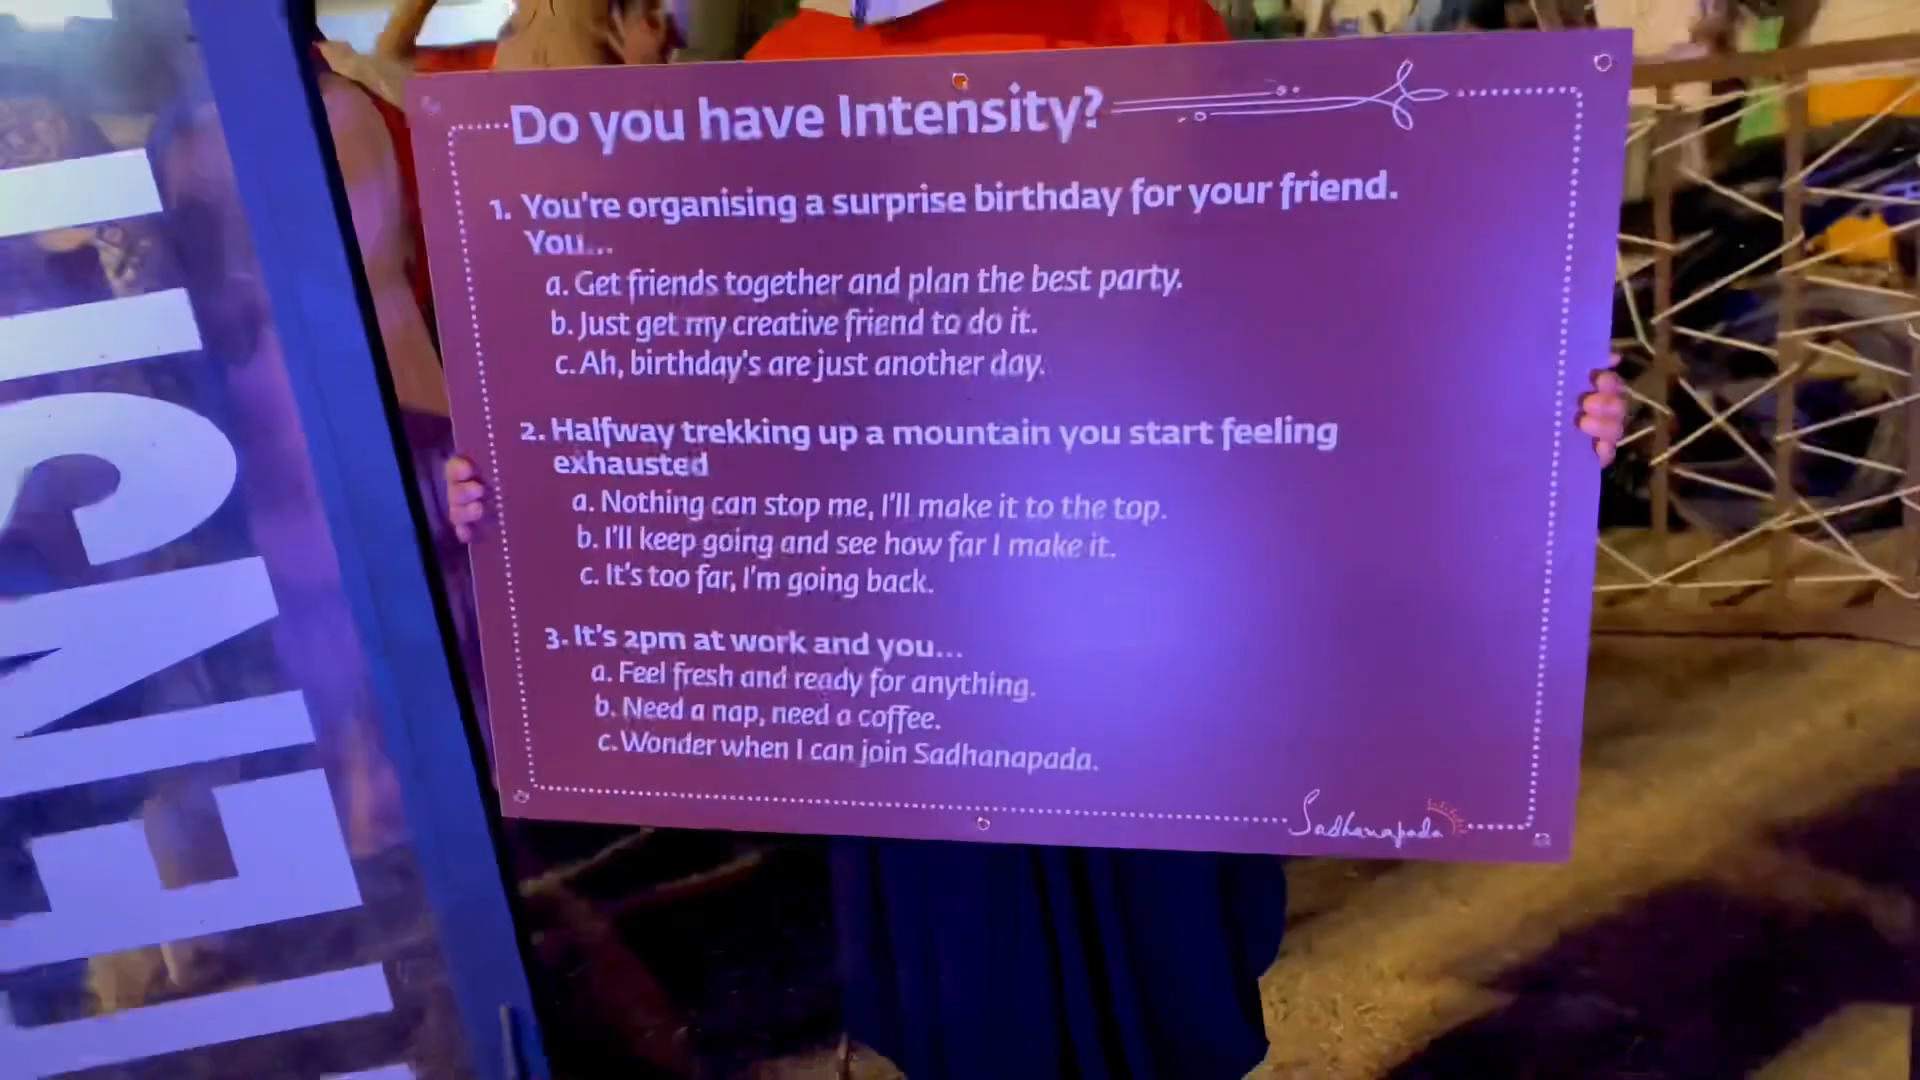 Do you have Intensity?
1. You're organising a surprise birthday for your friend.
You...
a. Get friends together and plan the best party.
b. Just get my creative friend to do it.
c. Ah, birthday's are just another day.
2. Halfway trekking up a mountain you start feeling
exhausted
a. Nothing can stop me, I'll make it to the top.
b. I'll keep going and see how far I make it.
c. It's too far, I'm going back.
3. It's 2pm at work and you...
a. Feel fresh and ready for anything.
b. Need a nap, need a coffee.
c. Wonder when I can join Sadhanapada.
Sadhanapada